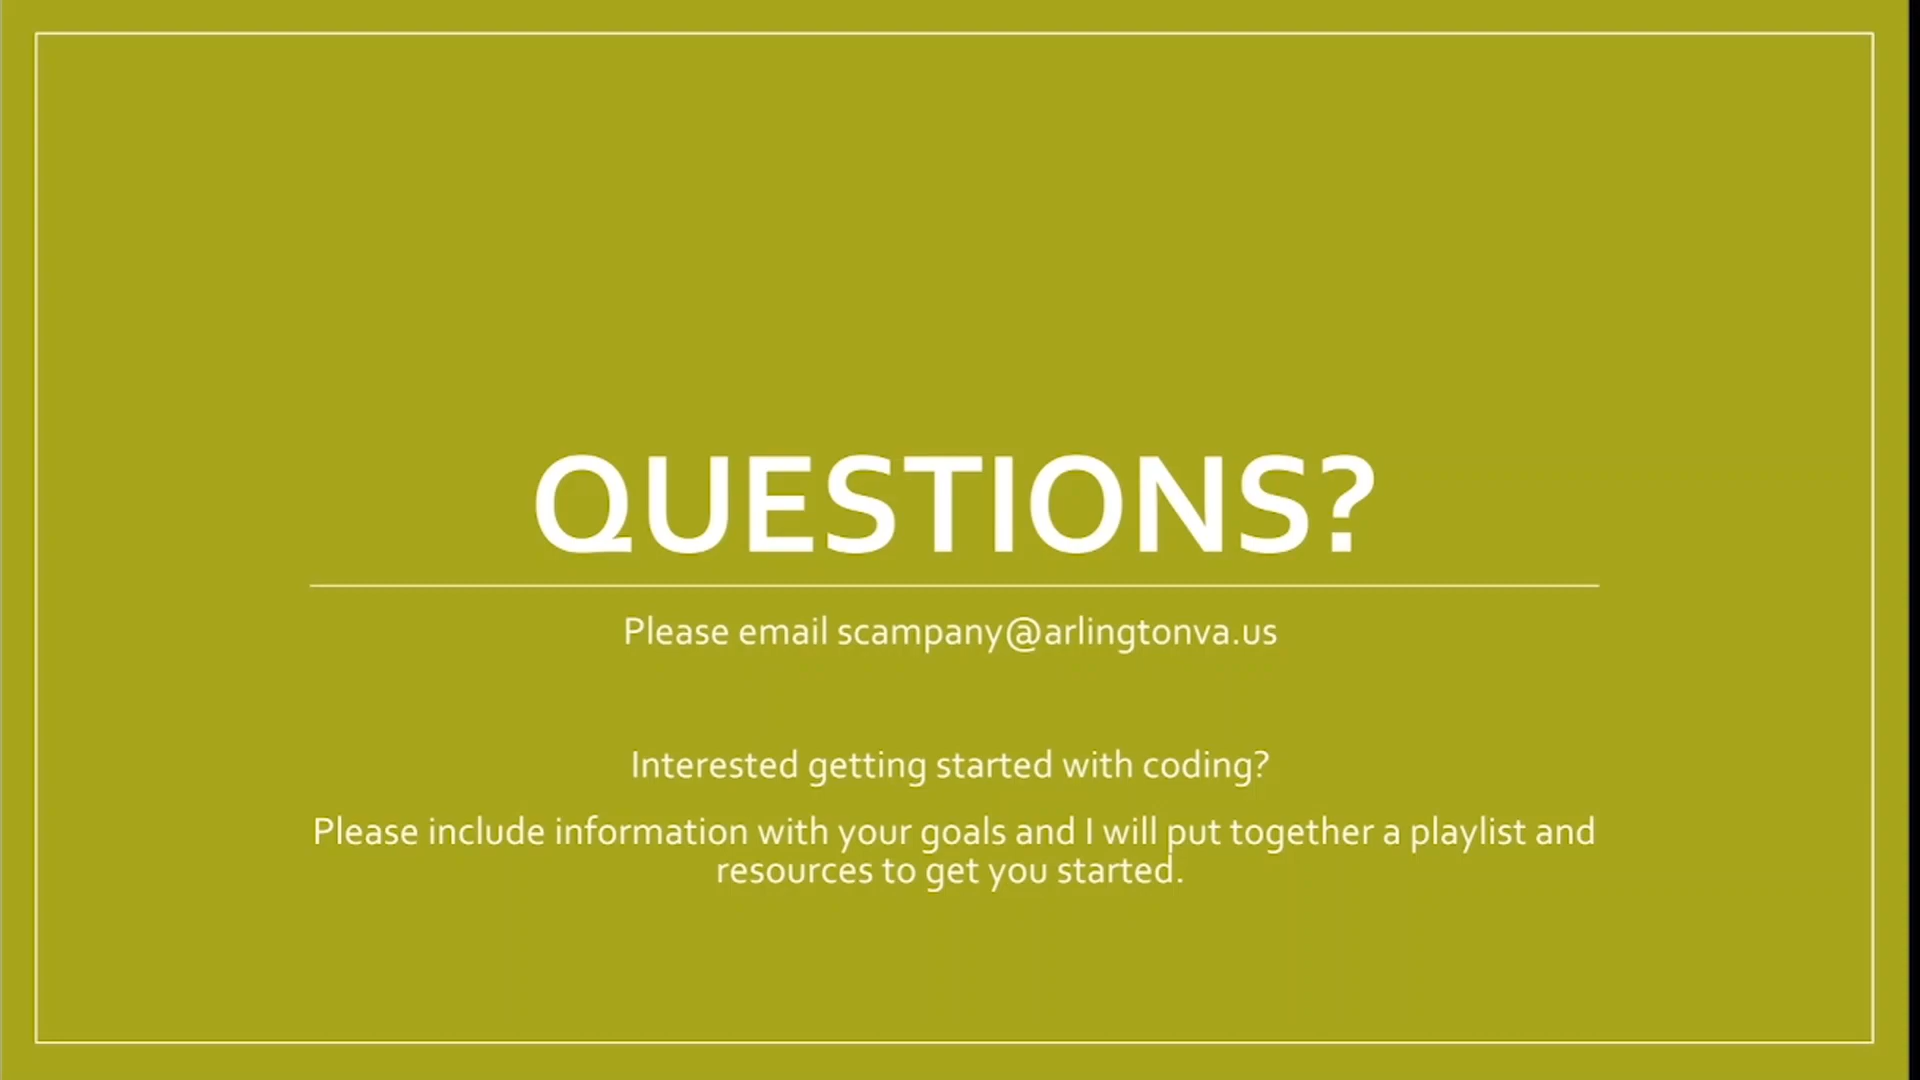 QUESTIONS?
Please email scampany@arlingtonva.us
Interested getting started with coding?
Please include information with your goals and I will put together a playlist and
resources to get you started.